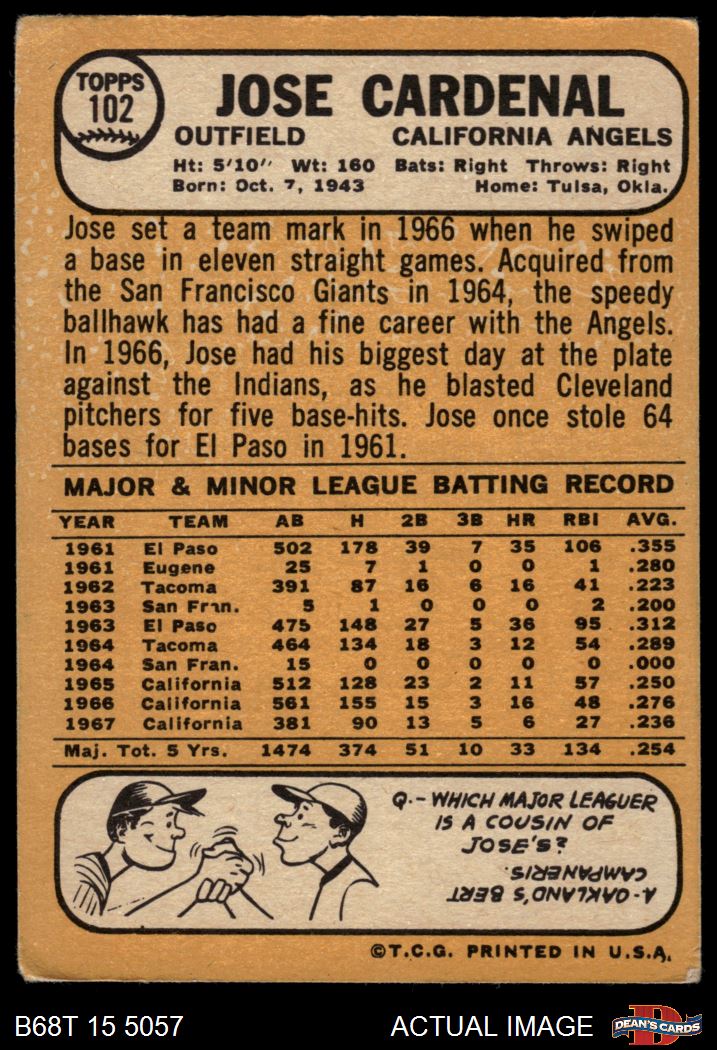 TOPPS
102
JOSE CARDENAL
OUTFIELD CALIFORNIA ANGELS
Ht: 5'10" Wt: 160 Bats: Right Throws: Right
Born: Oct. 7, 1943 Home: Tulsa, Okla.
Jose set a team mark in 1966 when he swiped
a base in eleven straight games. Acquired from
the San Francisco Giants in 1964, the speedy
ballhawk has had a fine career with the Angels.
In 1966, Jose had his biggest day at the plate
against the Indians, as he blasted Cleveland
pitchers for five base-hits. Jose once stole 64
bases for El Paso in 1961.
MAJOR & MINOR LEAGUE BATTING RECORD
YEAR TEAM AB H 2B 3B HR RBI AVG.
1961 El Paso 502 178 39 7 35 106 .355
1961 Eugene 25 7 1 0 0 1 .280
1962 Tacoma 391 87 16 6 16 41 .223
1963 San Fran. 5 1 0 0 0 2 .200
1963 El Paso 475 148 27 5 36 95 .312
1964 Tacoma 464 134 18 3 12 54 .289
1964 San Fran. 15 0 0 0 0 0 .000
1965 California 512 128 23 2 11 57 .250
1966 California 561 155 15 3 16 48 .276
1967 California 381 90 13 5 6 27 .236
Maj. Tot. 5 Yrs. 1474 374 51 10 33 134 .254
Q.- WHICH MAJOR LEAGUER
IS A COUSIN OF
JOSE'S?
A- OAKLAND'S BERT
CAMPANERIS.
©T.C.G. PRINTED IN U.S.A.
B68T 15 5057 ACTUAL IMAGE
D
DEAN'S CARDS